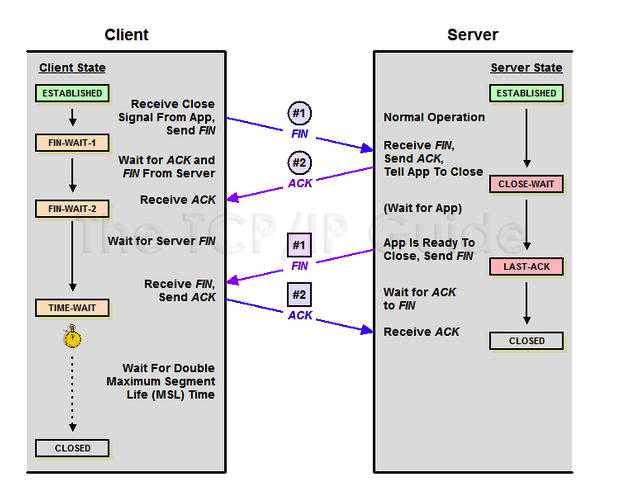 Client
Server
Client State
Server State
ESTABLISHED
ESTABLISHED
Receive Close
Signal From App,
Send FIN
#1
FIN
Normal Operation
FIN-WAIT-1
Receive FIN,
Send ACK,
Tell App To Close
Wait for ACK and
FIN From Server
#2
ACK
CLOSE-WAIT
Receive ACK
FIN-WAIT-2
(Wait for App)
The TCP/IP Guide
Wait for Server FIN
#1
FIN
App Is Ready To
Close, Send FIN
LAST-ACK
Receive FIN,
Send ACK
#2
ACK
Wait for ACK
to FIN
TIME-WAIT
Receive ACK
CLOSED
Wait For Double
Maximum Segment
Life (MSL) Time
CLOSED